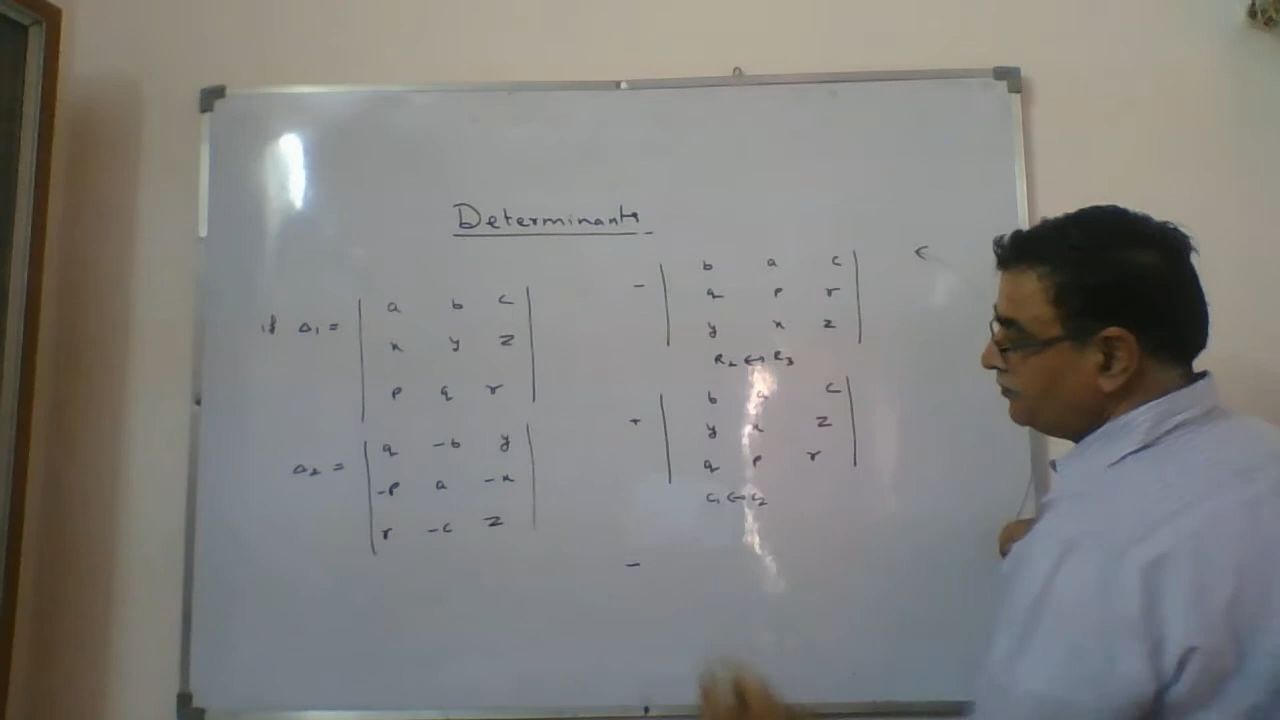 Determinants
if Δ1 = | a b c |
| x y z |
| p q r |
Δ2 = | q -b y |
| -p a -x |
| r -c z |
- | b a c |
| q p r |
| y x z |
R2 ↔ R3
+ | b a c |
| y x z |
| q p r |
C1 ↔ C2
-